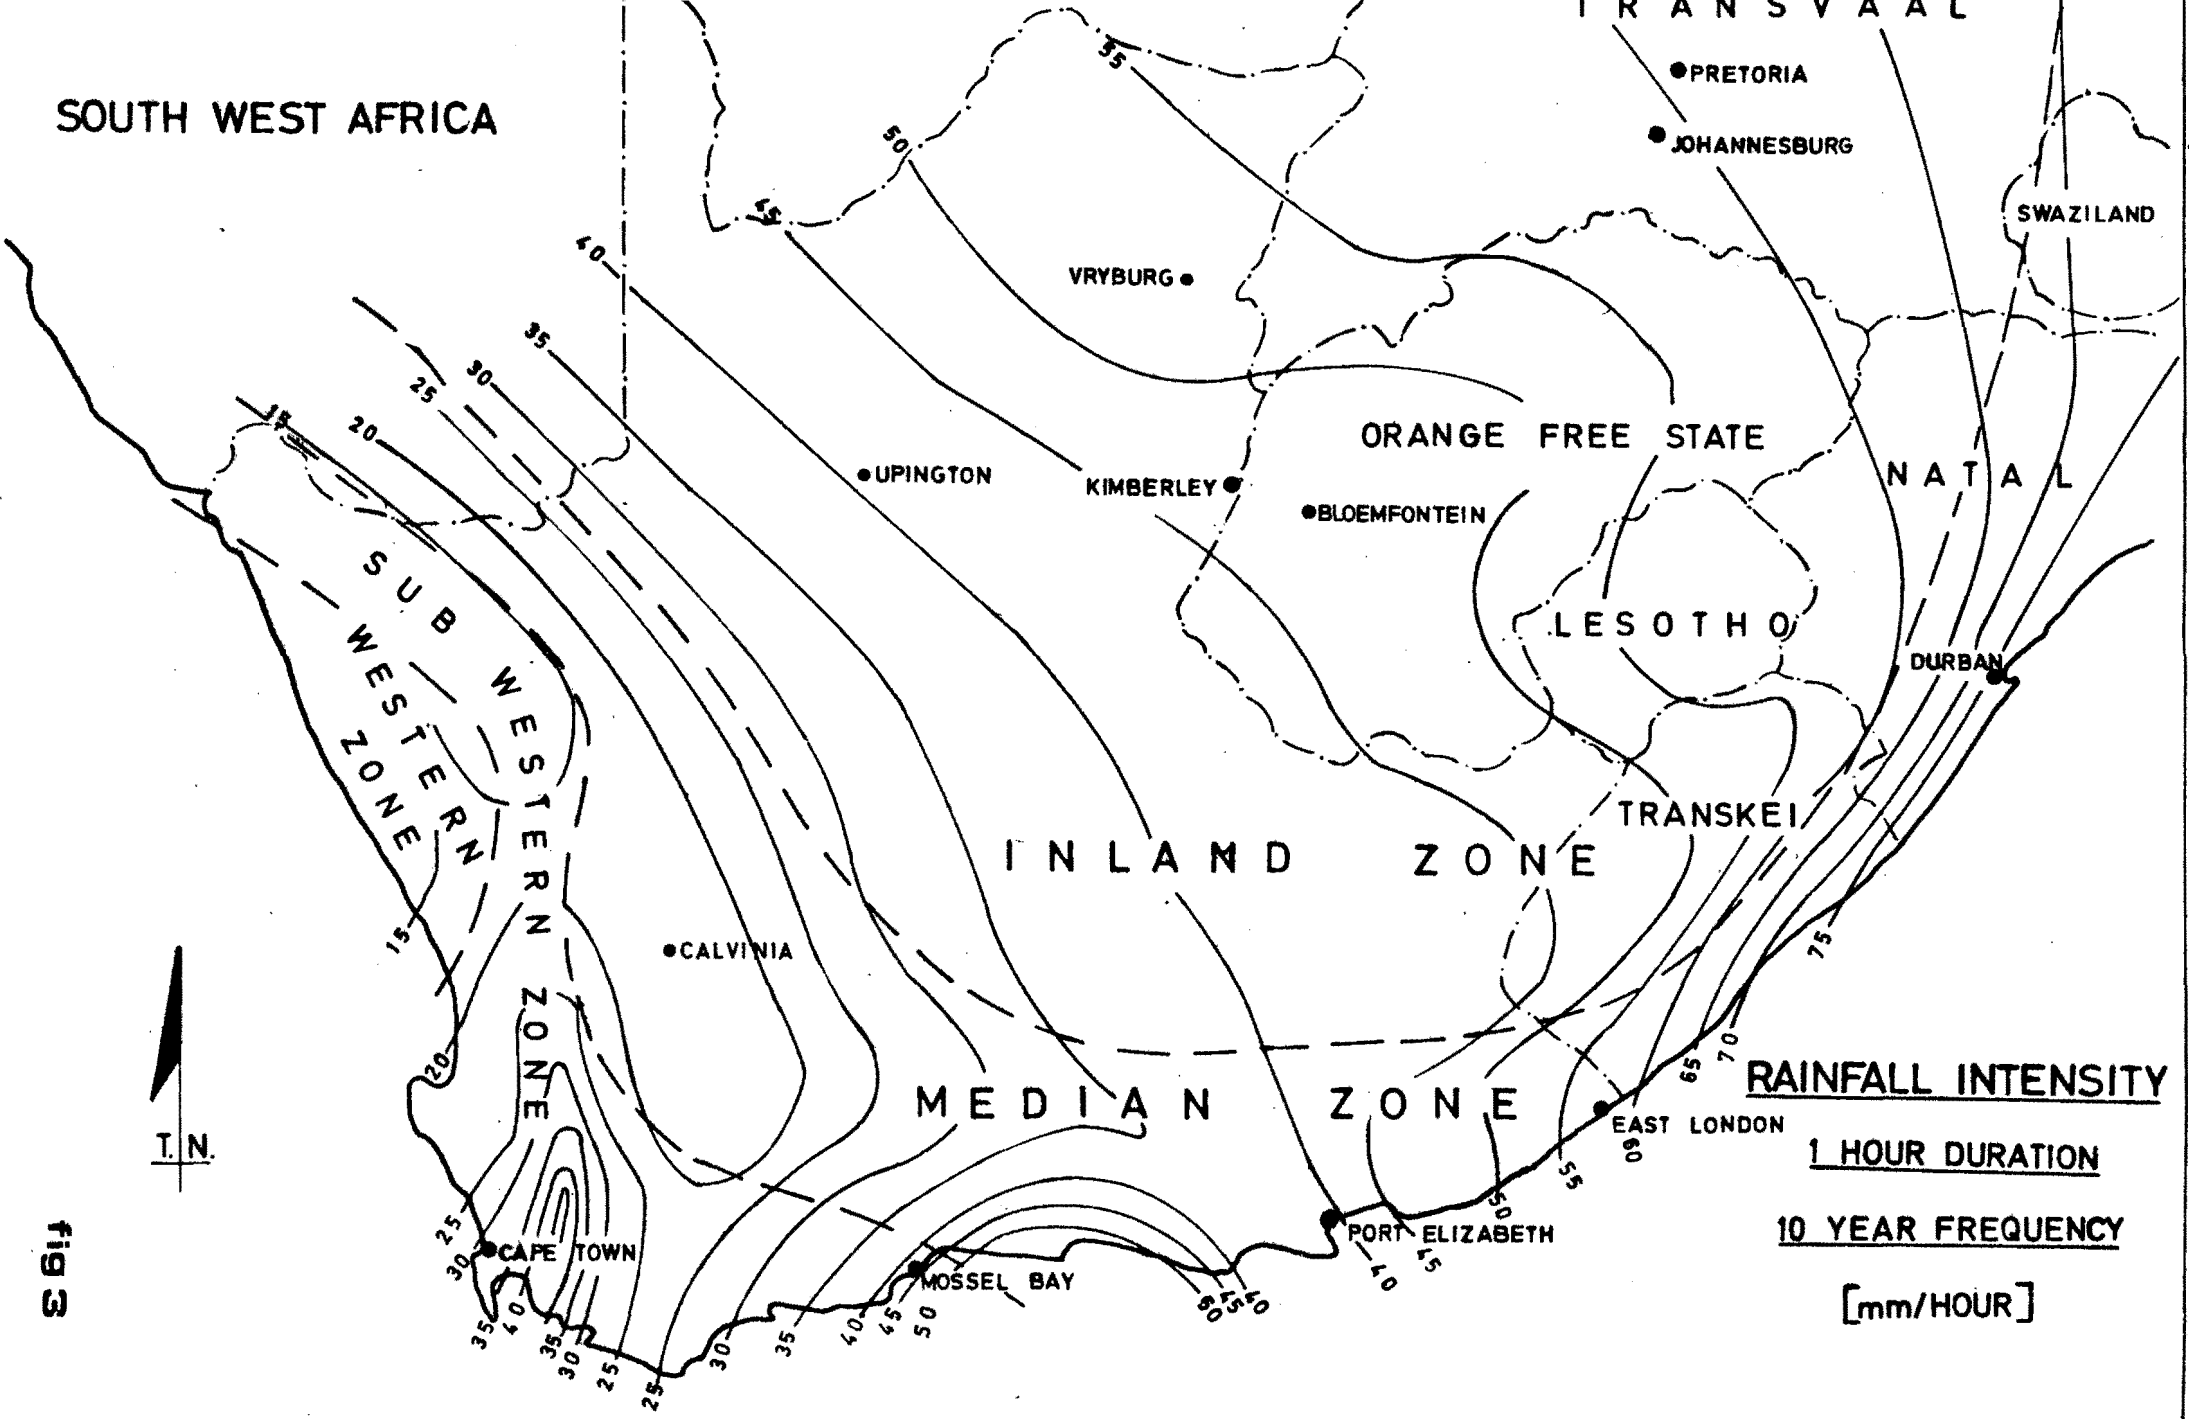 TRANSVAAL
PRETORIA
JOHANNESBURG
SOUTH WEST AFRICA
SWAZILAND
VRYBURG
55
50
45
40
35
30
25
20
15
UPINGTON
KIMBERLEY
BLOEMFONTEIN
ORANGE FREE STATE
NATAL
LESOTHO
DURBAN
SUB WESTERN ZONE
WESTERN ZONE
TRANSKEI
INLAND ZONE
CALVINIA
MEDIAN ZONE
EAST LONDON
PORT ELIZABETH
MOSSEL BAY
CAPE TOWN
15
20
25
30
35
40
35
30
25
25
30
35
40
45
50
60
45
40
40
45
50
55
60
65
70
75
T.N.
RAINFALL INTENSITY
1 HOUR DURATION
10 YEAR FREQUENCY
[mm/HOUR]
fig 3